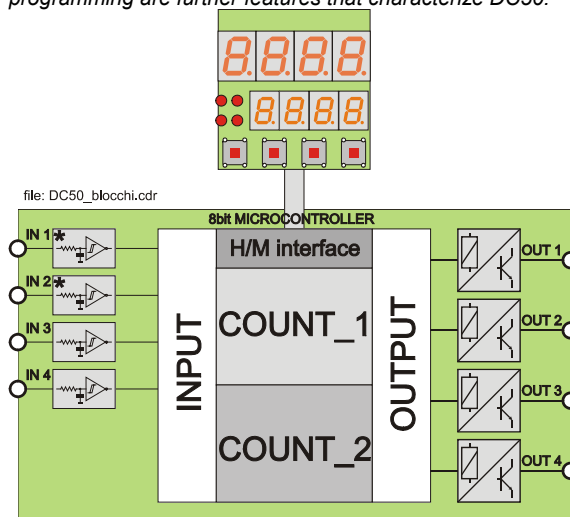 programming are further features that characterize DC50.
8.8.8.8.
8.8.8.8.
file: DC50_blocchi.cdr
8bit MICROCONTROLLER
H/M interface
IN 1
*
IN 2
*
IN 3
IN 4
INPUT
COUNT_1
COUNT_2
OUTPUT
OUT 1
OUT 2
OUT 3
OUT 4